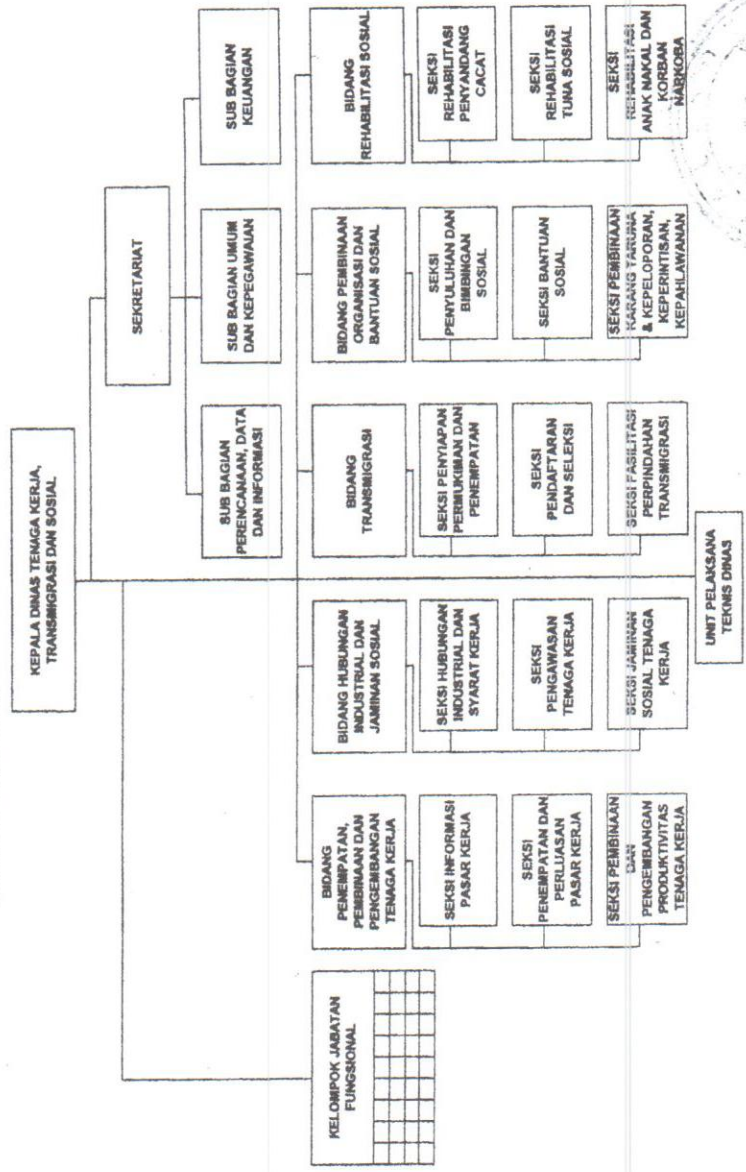 KEPALA DINAS TENAGA KERJA,
TRANSMIGRASI DAN SOSIAL
SEKRETARIAT
SUB BAGIAN
PERENCANAAN, DATA
DAN INFORMASI
SUB BAGIAN UMUM
DAN KEPEGAWAIAN
SUB BAGIAN
KEUANGAN
KELOMPOK JABATAN
FUNGSIONAL
BIDANG
PENEMPATAN,
PEMBINAAN DAN
PENGEMBANGAN
TENAGA KERJA
SEKSI INFORMASI
PASAR KERJA
SEKSI
PENEMPATAN DAN
PERLUASAN
PASAR KERJA
SEKSI PEMBINAAN
DAN
PENGEMBANGAN
PRODUKTIVITAS
TENAGA KERJA
BIDANG HUBUNGAN
INDUSTRIAL DAN
JAMINAN SOSIAL
SEKSI HUBUNGAN
INDUSTRIAL DAN
SYARAT KERJA
SEKSI
PENGAWASAN
TENAGA KERJA
SEKSI JAMINAN
SOSIAL TENAGA
KERJA
BIDANG
TRANSMIGRASI
SEKSI PENYIAPAN
PERMUKIMAN DAN
PENEMPATAN
SEKSI
PENDAFTARAN
DAN SELEKSI
SEKSI FASILITASI
PERPINDAHAN
TRANSMIGRASI
BIDANG PEMBINAAN
ORGANISASI DAN
BANTUAN SOSIAL
SEKSI
PENYULUHAN DAN
BIMBINGAN
SOSIAL
SEKSI BANTUAN
SOSIAL
SEKSI PEMBINAAN
KARANG TARUNA
& KEPELOPORAN,
KEPERINTISAN,
KEPAHLAWANAN
BIDANG
REHABILITASI SOSIAL
SEKSI
REHABILITASI
PENYANDANG
CACAT
SEKSI
REHABILITASI
TUNA SOSIAL
SEKSI
REHABILITASI
ANAK NAKAL DAN
KORBAN
NARKOBA
UNIT PELAKSANA
TEKNIS DINAS